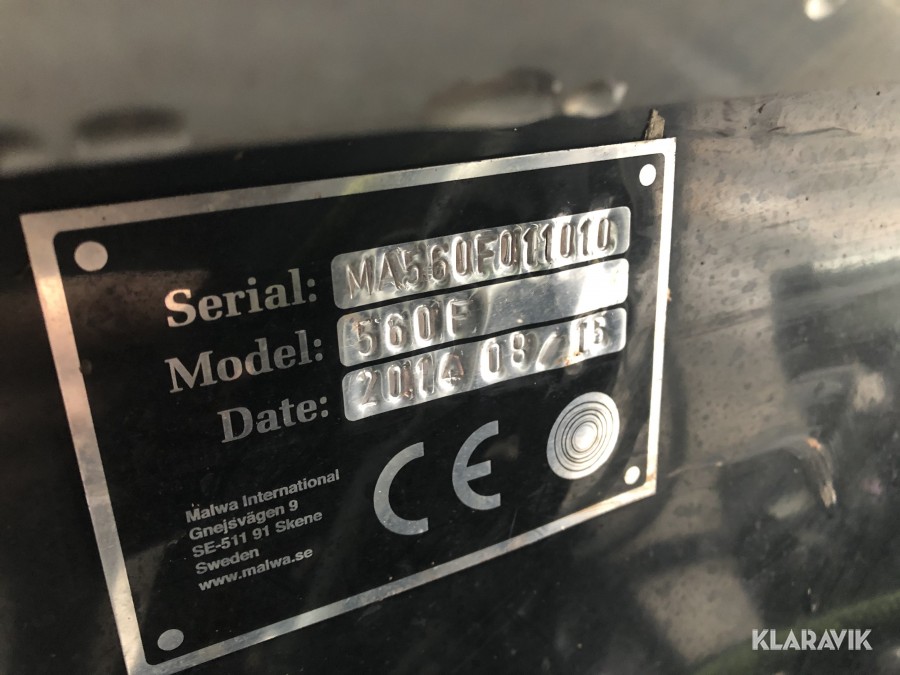 Serial: MA560F011010
Model: 560F
Date: 2014 08/15
Malwa International
Gnejsvägen 9
SE-511 91 Skene
Sweden
www.malwa.se
CE
KLARAVIK